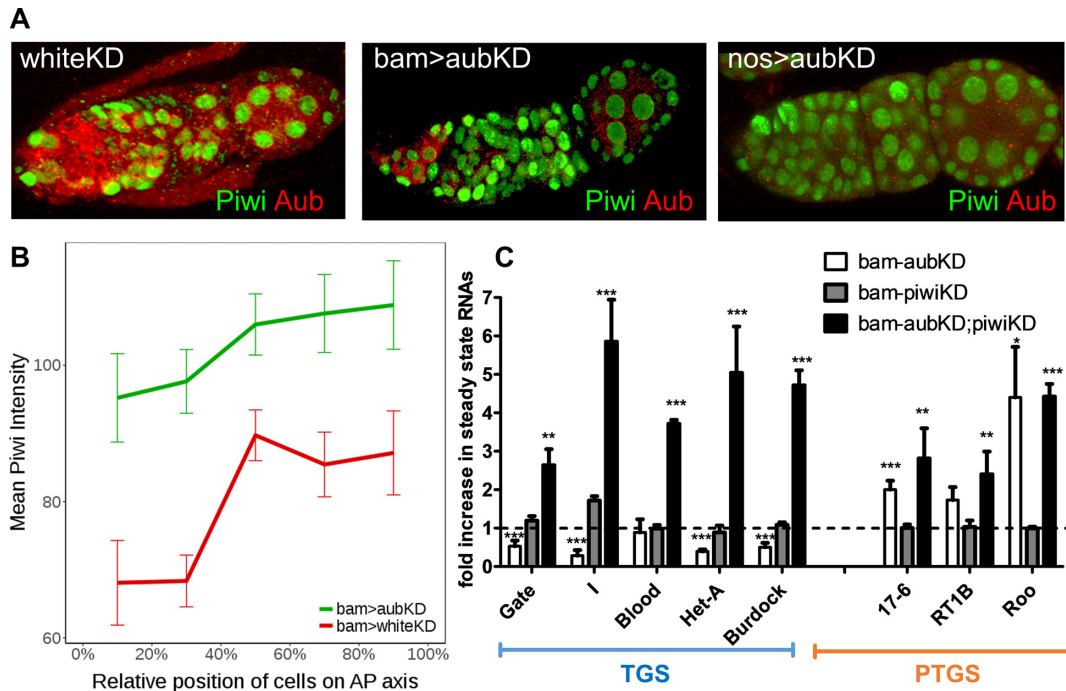 A
whiteKD
bam>aubKD
nos>aubKD
Piwi Aub
Piwi Aub
Piwi Aub
B
Mean Piwi Intensity
100
80
60
bam>aubKD
bam>whiteKD
0%
20%
40%
60%
80%
100%
Relative position of cells on AP axis
C
fold increase in steady state RNAs
bam-aubKD
bam-piwiKD
bam-aubKD;piwiKD
7
6
5
4
3
2
1
0
***
**
***
***
***
***
***
***
***
***
***
**
**
*
***
Gate
I
Blood
Het-A
Burdock
17-6
RT1B
Roo
TGS
PTGS